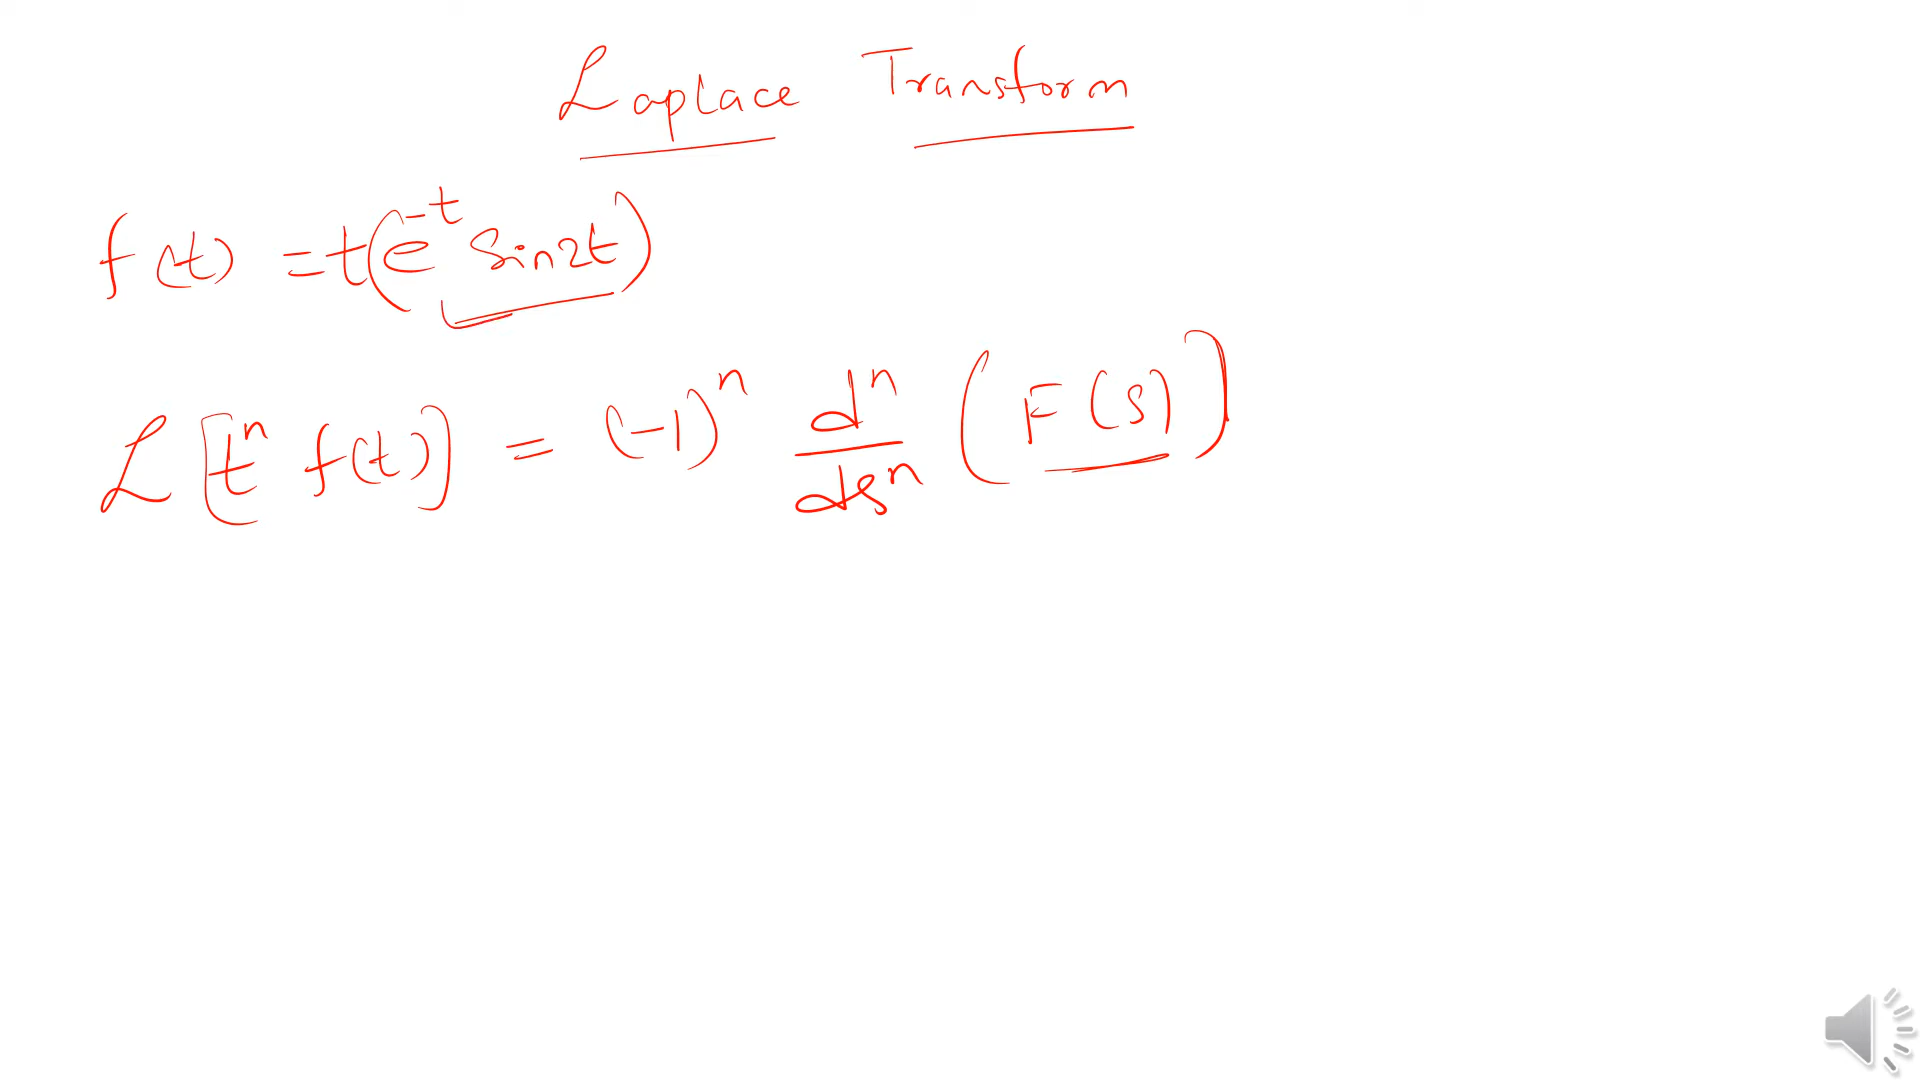 Laplace Transform
f(t) = t(e^-t sin2t)
ℒ[t^n f(t)] = (-1)^n d^n/ds^n (F(s))